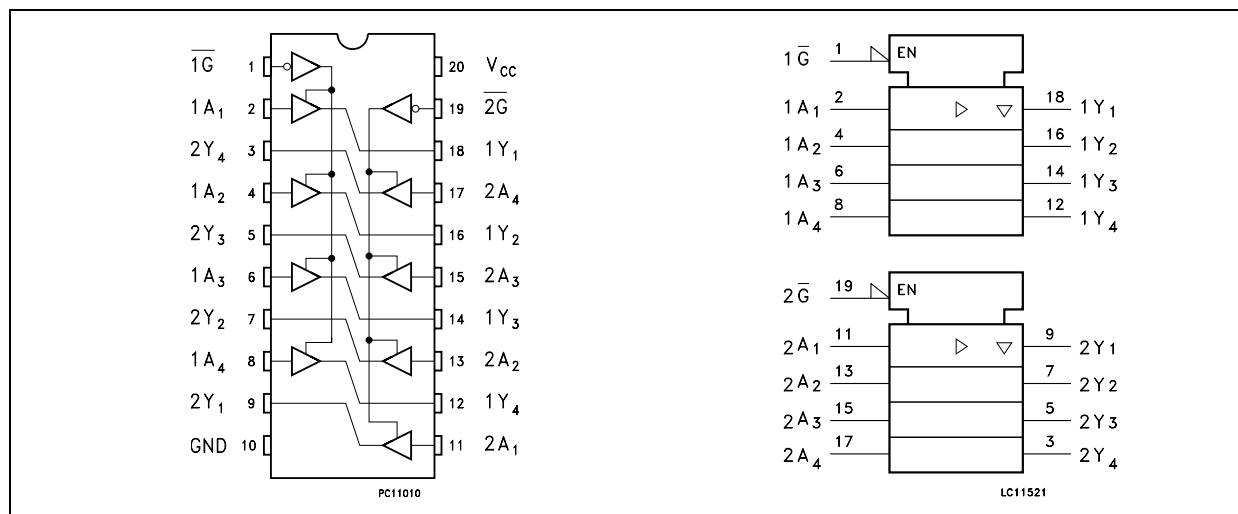 1G̅ 1 20 V_CC
1A₁ 2 19 2G̅
2Y₄ 3 18 1Y₁
1A₂ 4 17 2A₄
2Y₃ 5 16 1Y₂
1A₃ 6 15 2A₃
2Y₂ 7 14 1Y₃
1A₄ 8 13 2A₂
2Y₁ 9 12 1Y₄
GND 10 11 2A₁
PC11010
1G̅ 1 EN
1A₁ 2 18 1Y₁
1A₂ 4 16 1Y₂
1A₃ 6 14 1Y₃
1A₄ 8 12 1Y₄
2G̅ 19 EN
2A₁ 11 9 2Y₁
2A₂ 13 7 2Y₂
2A₃ 15 5 2Y₃
2A₄ 17 3 2Y₄
LC11521